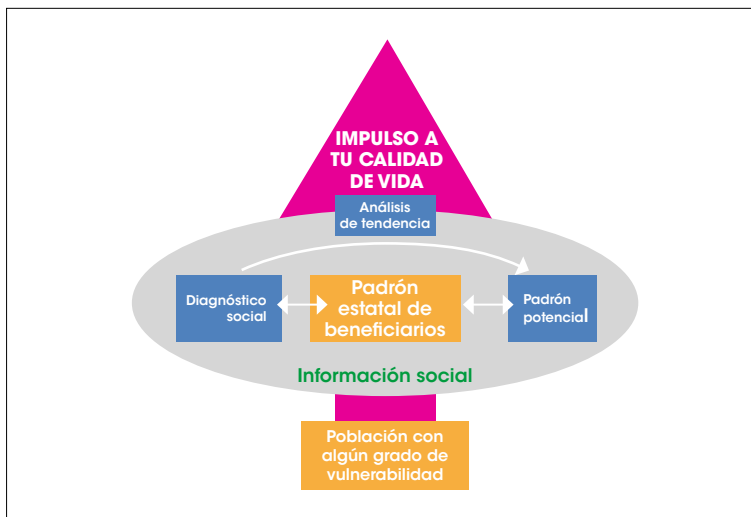 IMPULSO A
TU CALIDAD
DE VIDA
Análisis
de tendencia
Diagnóstico
social
Padrón
estatal de
beneficiarios
Padrón
potencial
Información social
Población con
algún grado de
vulnerabilidad